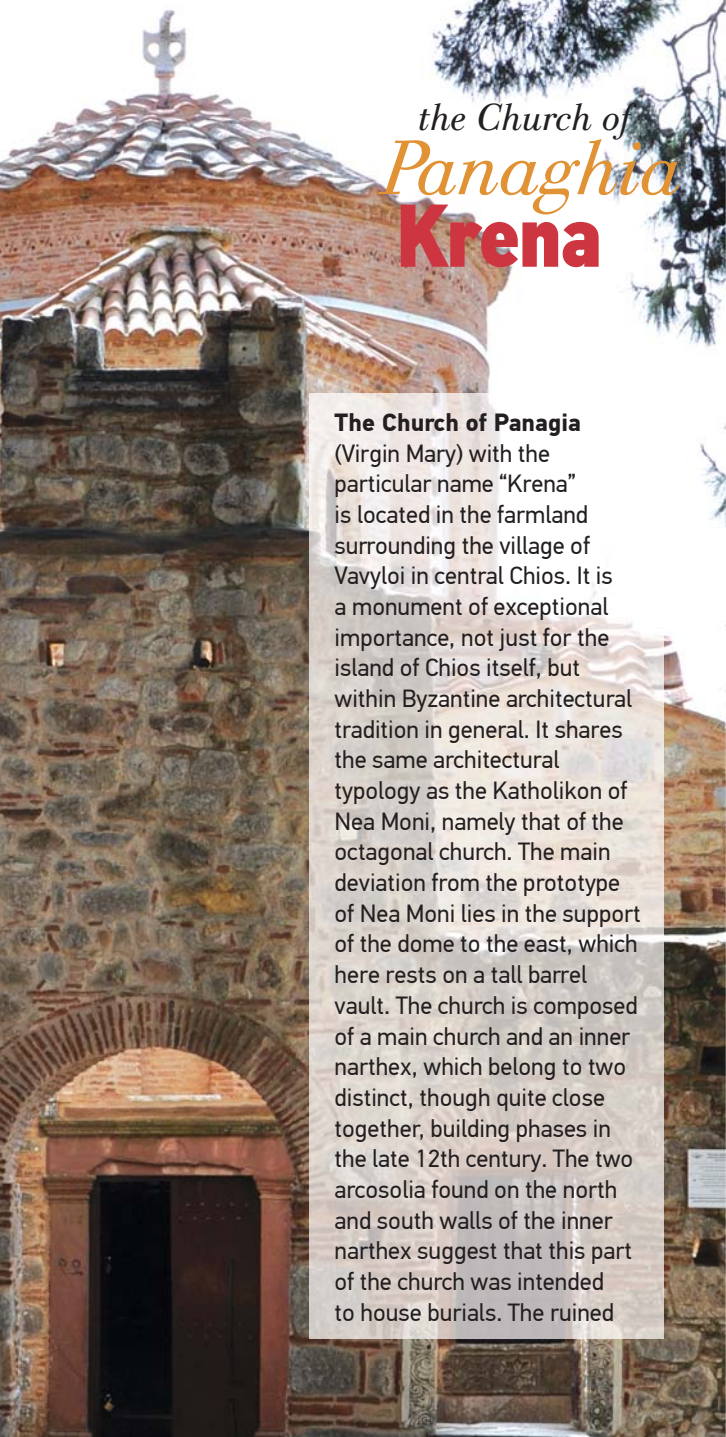 the Church of
Panaghia
Krena
The Church of Panagia
(Virgin Mary) with the
particular name “Krena”
is located in the farmland
surrounding the village of
Vavyloi in central Chios. It is
a monument of exceptional
importance, not just for the
island of Chios itself, but
within Byzantine architectural
tradition in general. It shares
the same architectural
typology as the Katholikon of
Nea Moni, namely that of the
octagonal church. The main
deviation from the prototype
of Nea Moni lies in the support
of the dome to the east, which
here rests on a tall barrel
vault. The church is composed
of a main church and an inner
narthex, which belong to two
distinct, though quite close
together, building phases in
the late 12th century. The two
arcosolia found on the north
and south walls of the inner
narthex suggest that this part
of the church was intended
to house burials. The ruined